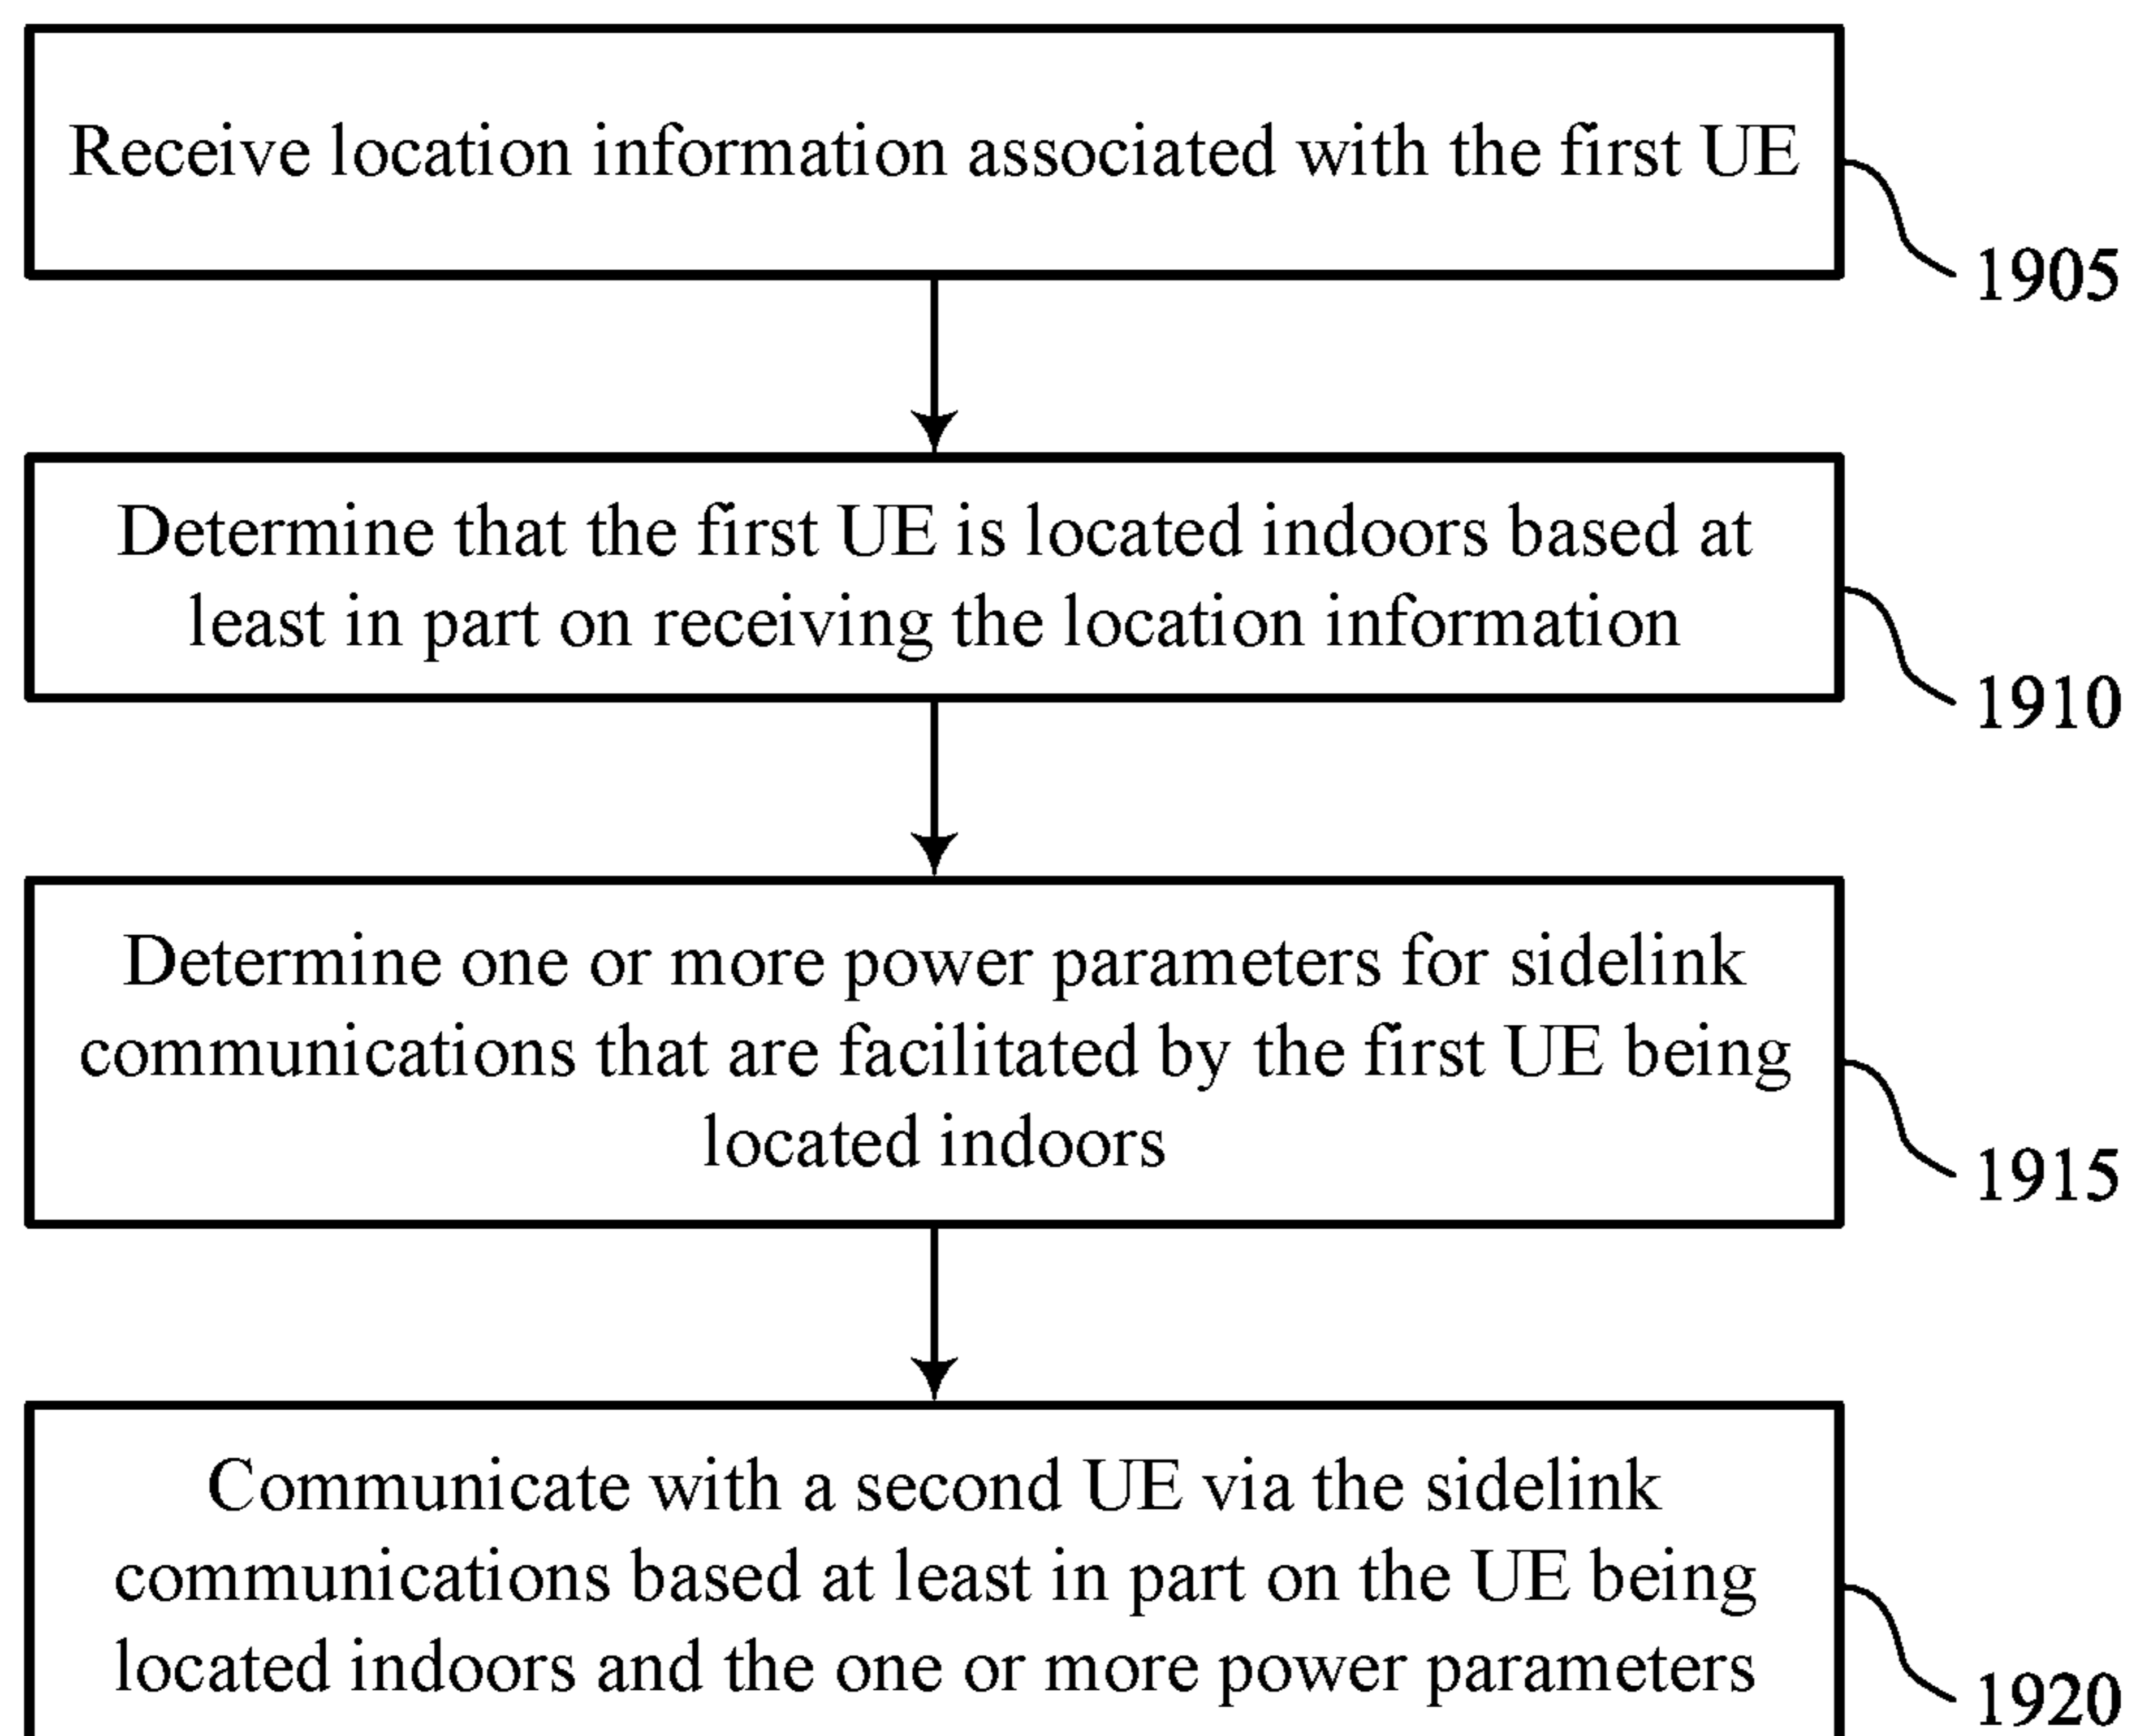 Receive location information associated with the first UE
1905
Determine that the first UE is located indoors based at
least in part on receiving the location information
1910
Determine one or more power parameters for sidelink
communications that are facilitated by the first UE being
located indoors
1915
Communicate with a second UE via the sidelink
communications based at least in part on the UE being
located indoors and the one or more power parameters
1920